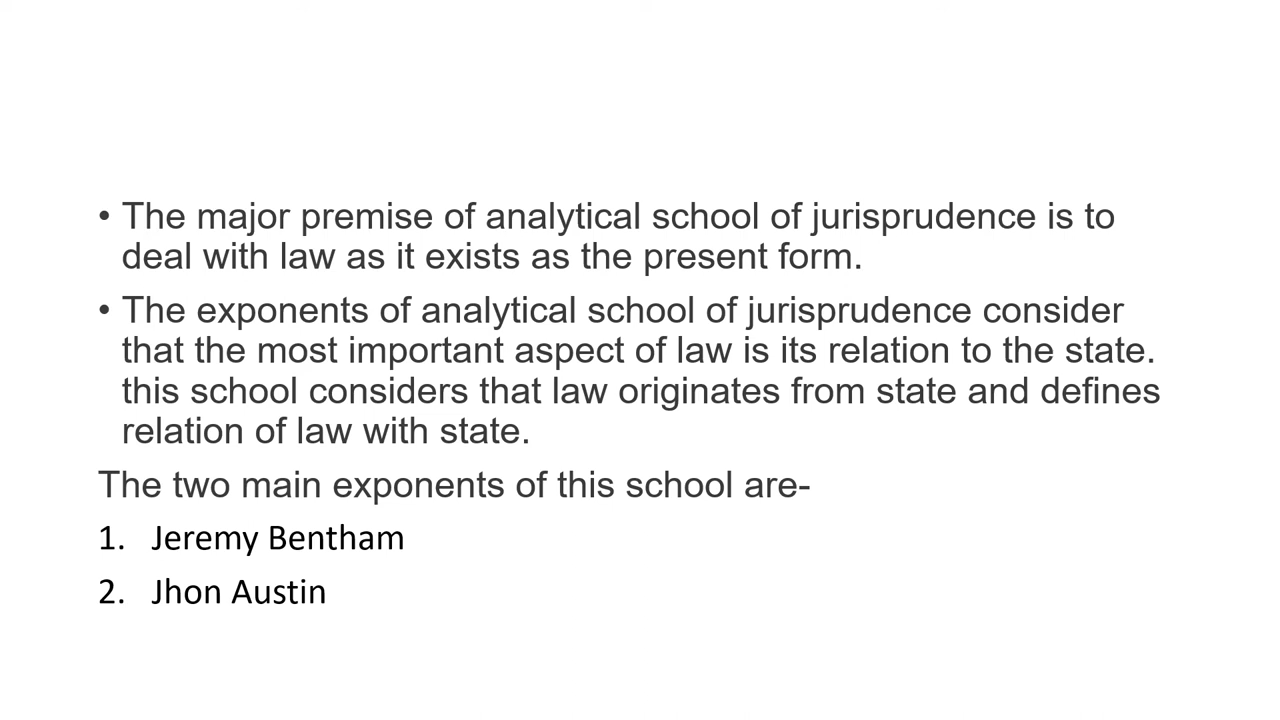 • The major premise of analytical school of jurisprudence is to
deal with law as it exists as the present form.
• The exponents of analytical school of jurisprudence consider
that the most important aspect of law is its relation to the state.
this school considers that law originates from state and defines
relation of law with state.
The two main exponents of this school are-
1. Jeremy Bentham
2. Jhon Austin